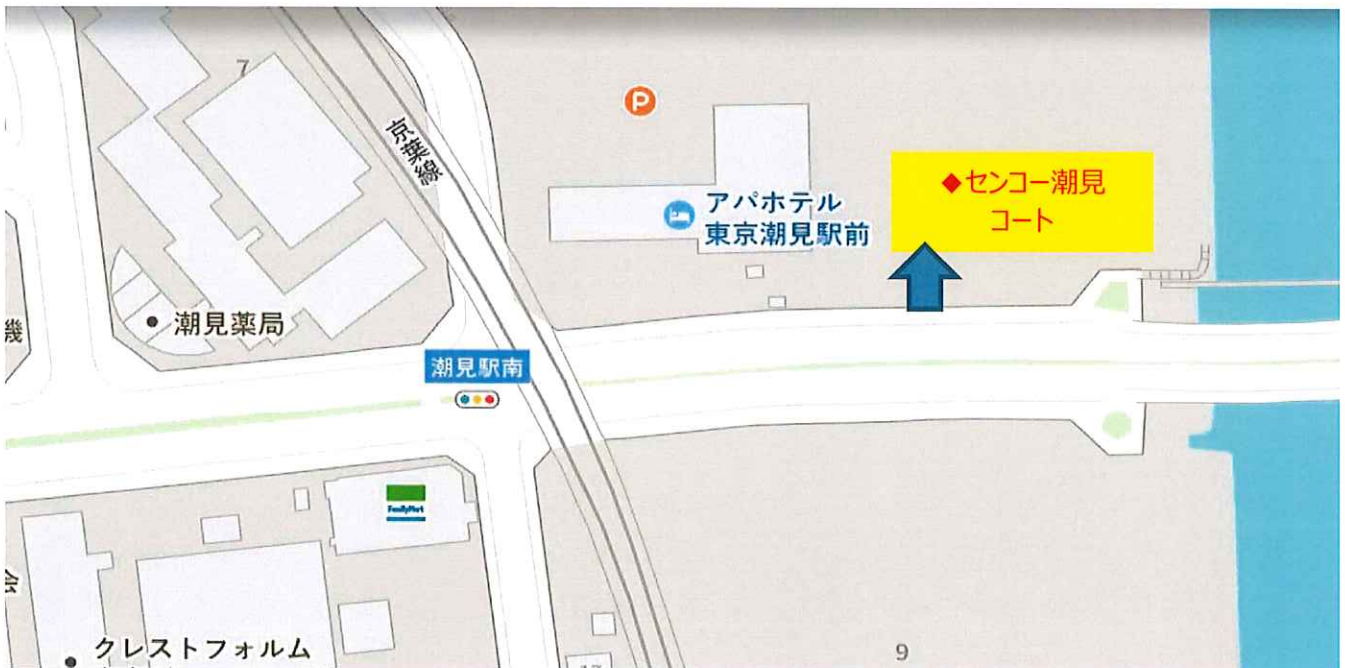 7
P
京葉線
◆センコー潮見
コート
アパホテル
東京潮見駅前
潮見薬局
機
潮見駅南
FamilyMart
会
クレストフォルム
9